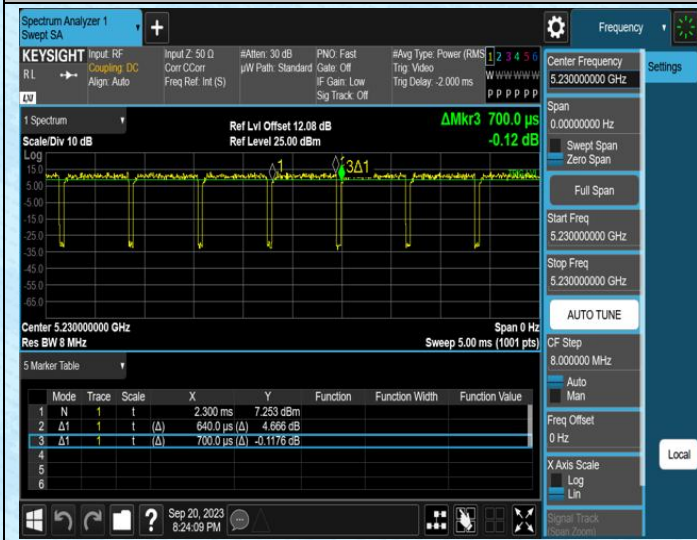 Spectrum Analyzer 1
Swept SA
Frequency
KEYSIGHT
Input: RF
Coupling: DC
Align: Auto
Input Z: 50 Ω
Corr CCorr
Freq Ref: Int (S)
#Atten: 30 dB
µW Path: Standard
PNO: Fast
Gate: Off
IF Gain: Low
Sig Track: Off
#Avg Type: Power (RMS
Trig: Video
Trig Delay: -2.000 ms
1 2 3 4 5 6
W W W W W W
P P P P P P
RL
LXI
Center Frequency
5.230000000 GHz
Settings
Span
0.00000000 Hz
Swept Span
Zero Span
Full Span
Start Freq
5.230000000 GHz
Stop Freq
5.230000000 GHz
AUTO TUNE
CF Step
8.000000 MHz
Auto
Man
Freq Offset
0 Hz
X Axis Scale
Log
Lin
Signal Track
(Span Zoom)
Local
1 Spectrum
Scale/Div 10 dB
Ref Lvl Offset 12.08 dB
Ref Level 25.00 dBm
ΔMkr3 700.0 µs
-0.12 dB
Log
15.0
5.00
-5.00
-15.0
-25.0
-35.0
-45.0
-55.0
-65.0
1
3Δ1
Center 5.230000000 GHz
Res BW 8 MHz
Span 0 Hz
Sweep 5.00 ms (1001 pts)
5 Marker Table
Mode Trace Scale X Y Function Function Width Function Value
1 N 1 t 2.300 ms 7.253 dBm
2 Δ1 1 t (Δ) 640.0 µs (Δ) 4.666 dB
3 Δ1 1 t (Δ) 700.0 µs (Δ) -0.1176 dB
4
5
6
?
Sep 20, 2023
8:24:09 PM